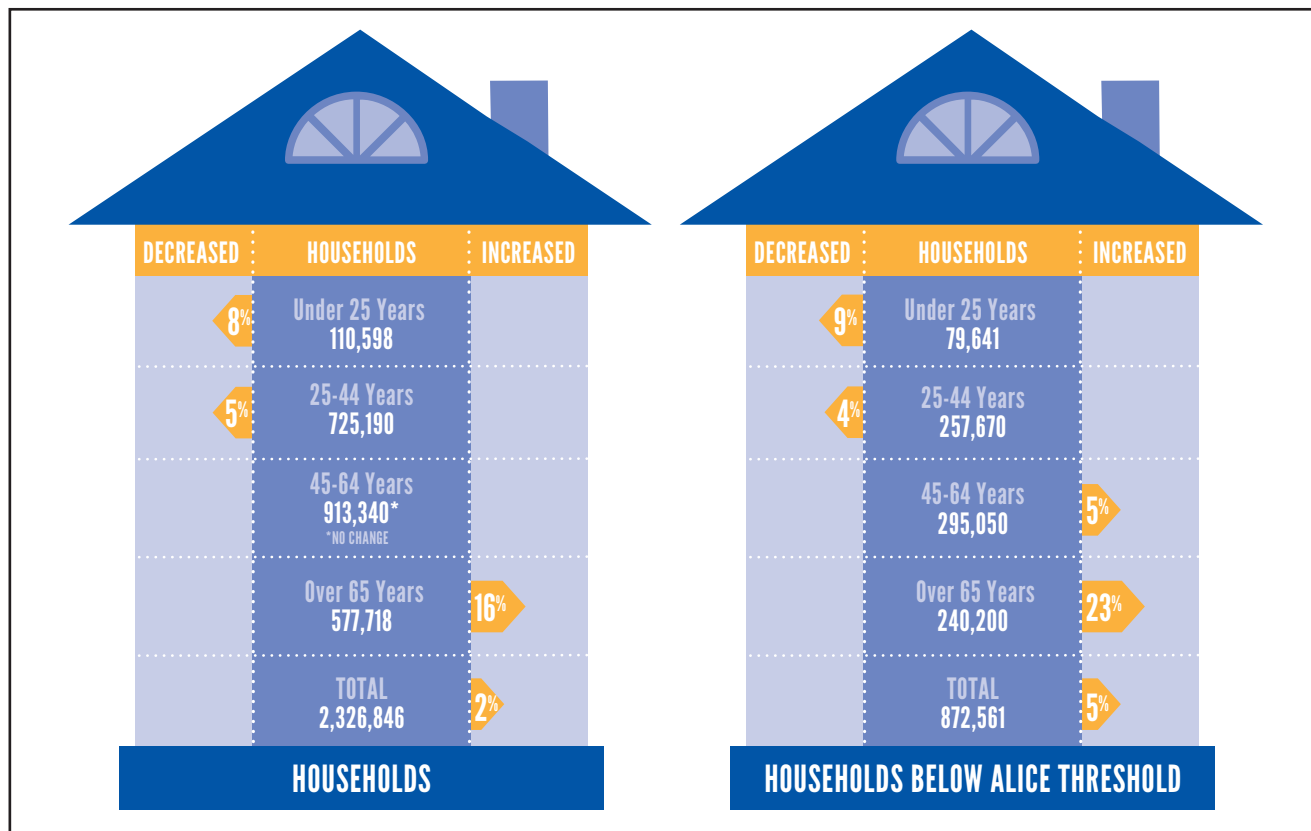 DECREASED HOUSEHOLDS INCREASED
8% Under 25 Years
110,598
5% 25-44 Years
725,190
45-64 Years
913,340*
*NO CHANGE
Over 65 Years 16%
577,718
TOTAL 2%
2,326,846
HOUSEHOLDS
DECREASED HOUSEHOLDS INCREASED
9% Under 25 Years
79,641
4% 25-44 Years
257,670
45-64 Years 5%
295,050
Over 65 Years 23%
240,200
TOTAL 5%
872,561
HOUSEHOLDS BELOW ALICE THRESHOLD